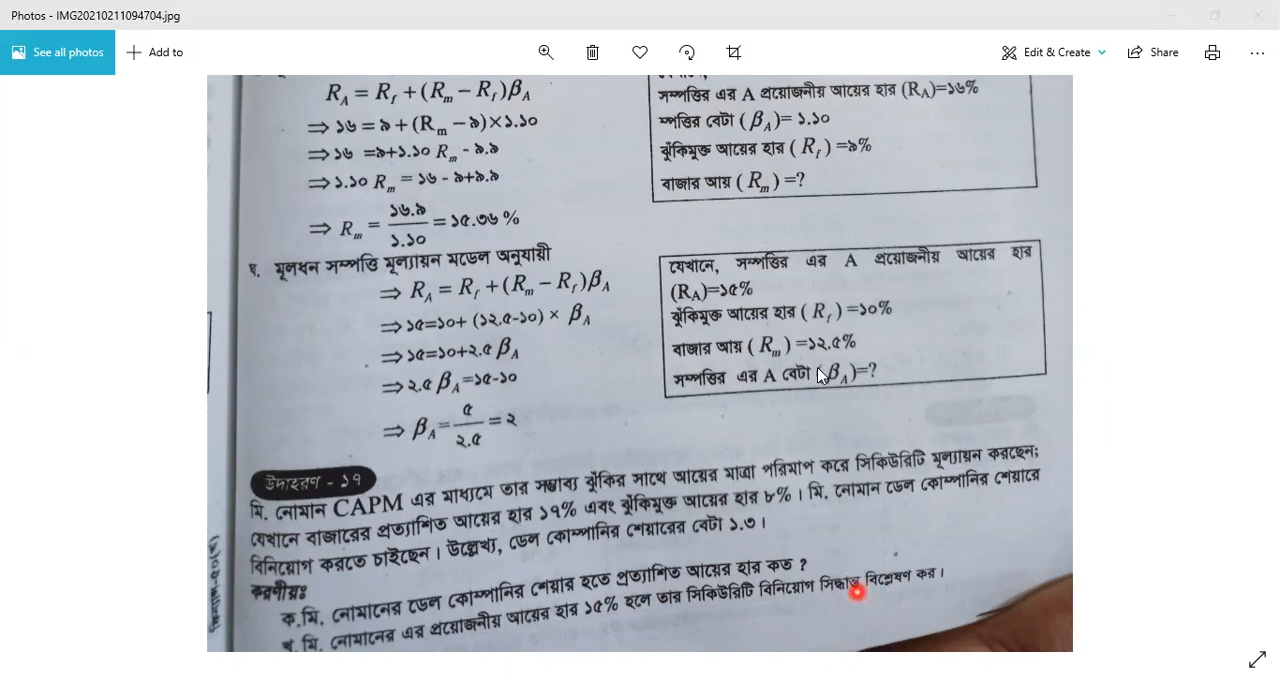 Photos - IMG20210211094704.jpg
See all photos
Add to
Edit & Create
Share
R_A = R_f + (R_m − R_f)β_A
⇒ ১৬ = ৯ + (R_m − ৯)×১.১০
⇒ ১৬ =৯+১.১০ R_m - ৯.৯
⇒ ১.১০ R_m = ১৬ - ৯+৯.৯
⇒ R_m = ১৬.৯/১.১০ = ১৫.৩৬ %
সম্পত্তির এর A প্রয়োজনীয় আয়ের হার (R_A)=১৬%
ম্পত্তির বেটা (β_A)= ১.১০
ঝুঁকিমুক্ত আয়ের হার ( R_f ) =৯%
বাজার আয় ( R_m ) =?
ঘ. মূলধন সম্পত্তি মূল্যায়ন মডেল অনুযায়ী
⇒ R_A = R_f + (R_m − R_f)β_A
⇒ ১৫=১০+ (১২.৫-১০) × β_A
⇒ ১৫=১০+২.৫ β_A
⇒ ২.৫ β_A=১৫-১০
⇒ β_A = ৫/২.৫ = ২
যেখানে, সম্পত্তির এর A প্রয়োজনীয় আয়ের হার
(R_A)=১৫%
ঝুঁকিমুক্ত আয়ের হার ( R_f ) =১০%
বাজার আয় ( R_m ) =১২.৫%
সম্পত্তির এর A বেটা (β_A)=?
উদাহরণ - ১৭
মি. নোমান CAPM এর মাধ্যমে তার সম্ভাব্য ঝুঁকির সাথে আয়ের মাত্রা পরিমাপ করে সিকিউরিটি মূল্যায়ন করছেন;
যেখানে বাজারের প্রত্যাশিত আয়ের হার ১৭% এবং ঝুঁকিমুক্ত আয়ের হার ৮% । মি. নোমান ডেল কোম্পানির শেয়ারে
বিনিয়োগ করতে চাইছেন । উল্লেখ্য, ডেল কোম্পানির শেয়ারের বেটা ১.৩ ।
করণীয়ঃ
ক.মি. নোমানের ডেল কোম্পানির শেয়ার হতে প্রত্যাশিত আয়ের হার কত ?
খ. মি. নোমানের এর প্রয়োজনীয় আয়ের হার ১৫% হলে তার সিকিউরিটি বিনিয়োগ সিদ্ধান্ত বিশ্লেষণ কর ।